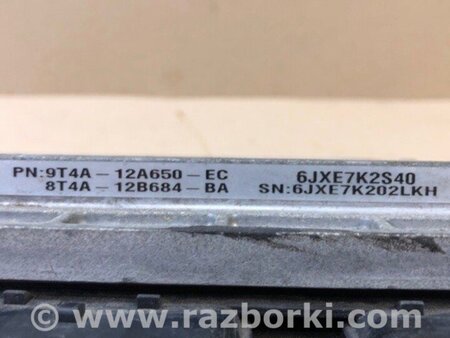 PN:9T4A-12A650-EC
8T4A-12B684-BA
6JXE7K2S40
SN:6JXE7K202LKH
www.razborki.com